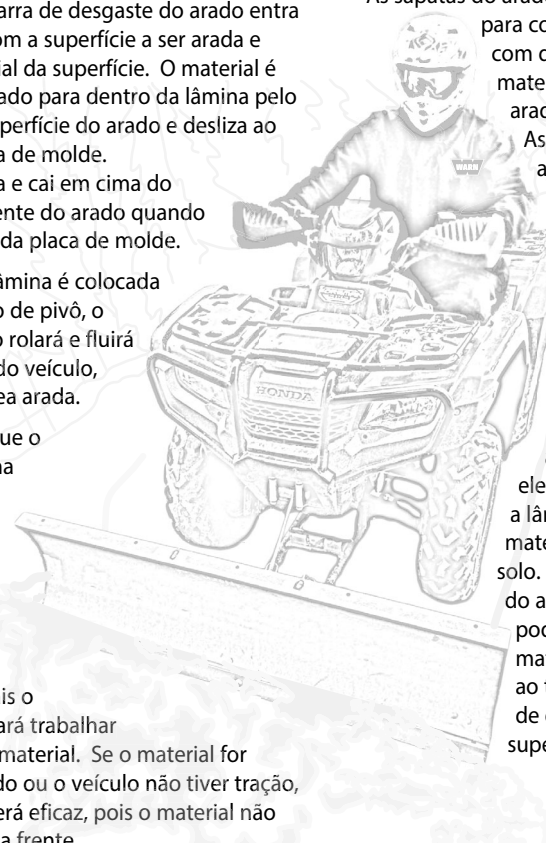 arra de desgaste do arado entra
om a superfície a ser arada e
ial da superfície. O material é
ado para dentro da lâmina pelo
perfície do arado e desliza ao
a de molde.
a e cai em cima do
ente do arado quando
da placa de molde.
âmina é colocada
o de pivô, o
o rolará e fluirá
do veículo,
ea arada.
ue o
na
is o
ará trabalhar
material. Se o material for
do ou o veículo não tiver tração,
erá eficaz, pois o material não
a frente
As sapatas do arado
para co
com o
mate
arac
As
a
ele
a lâ
mate
solo.
do a
poc
mat
ao
de
supe
WARN
HONDA